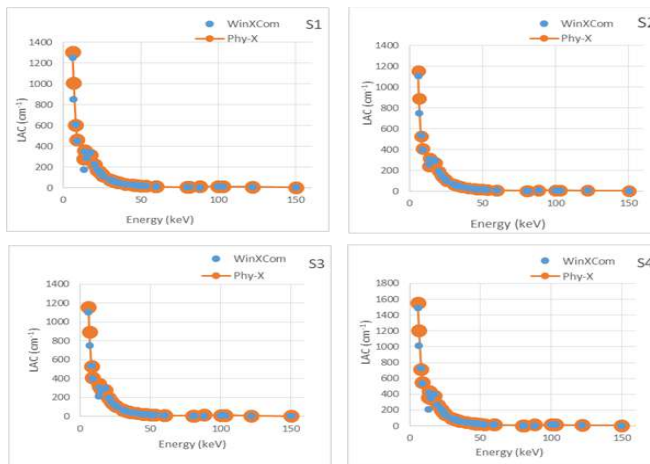 WinXCom
S1
Phy-X
1400
1200
1000
800
600
400
200
0
LAC (cm⁻¹)
0
50
100
150
Energy (keV)
WinXCom
S2
Phy-X
1400
1200
1000
800
600
400
200
0
LAC (cm⁻¹)
0
50
100
150
Energy (keV)
WinXCom
S3
Phy-X
1400
1200
1000
800
600
400
200
0
LAC (cm⁻¹)
0
50
100
150
Energy (keV)
WinXCom
S4
Phy-X
1800
1600
1400
1200
1000
800
600
400
200
0
LAC (cm⁻¹)
0
50
100
150
Energy (keV)